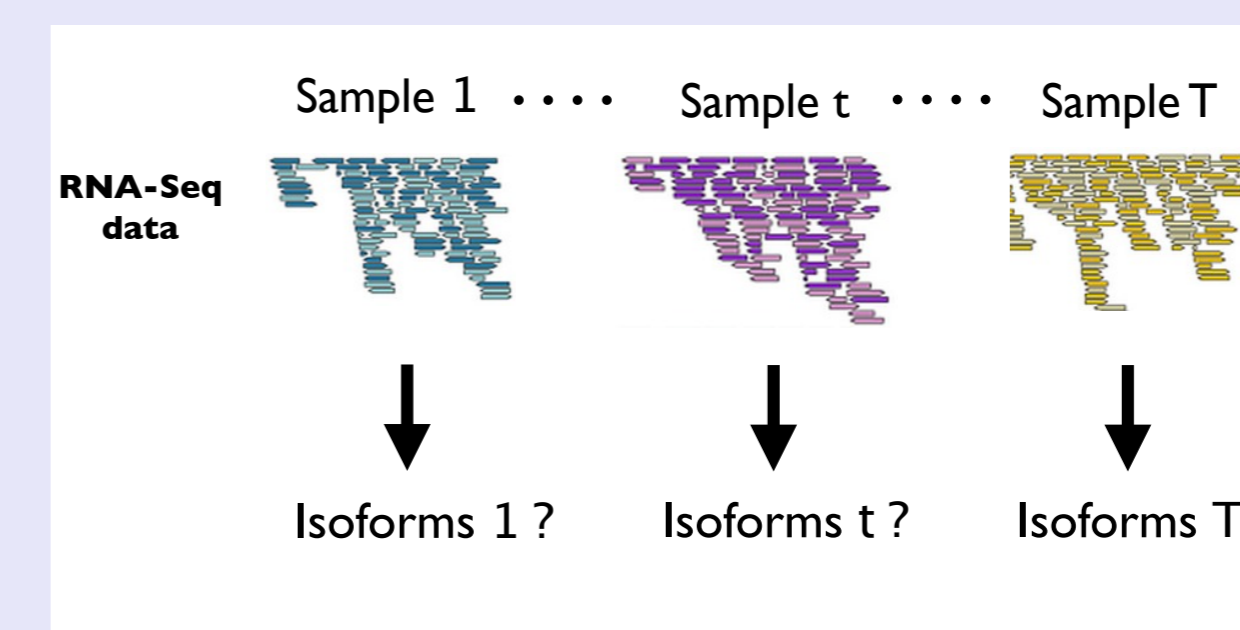 Sample 1 .... Sample t .... Sample T
RNA-Seq
data
Isoforms 1 ? Isoforms t ? Isoforms T